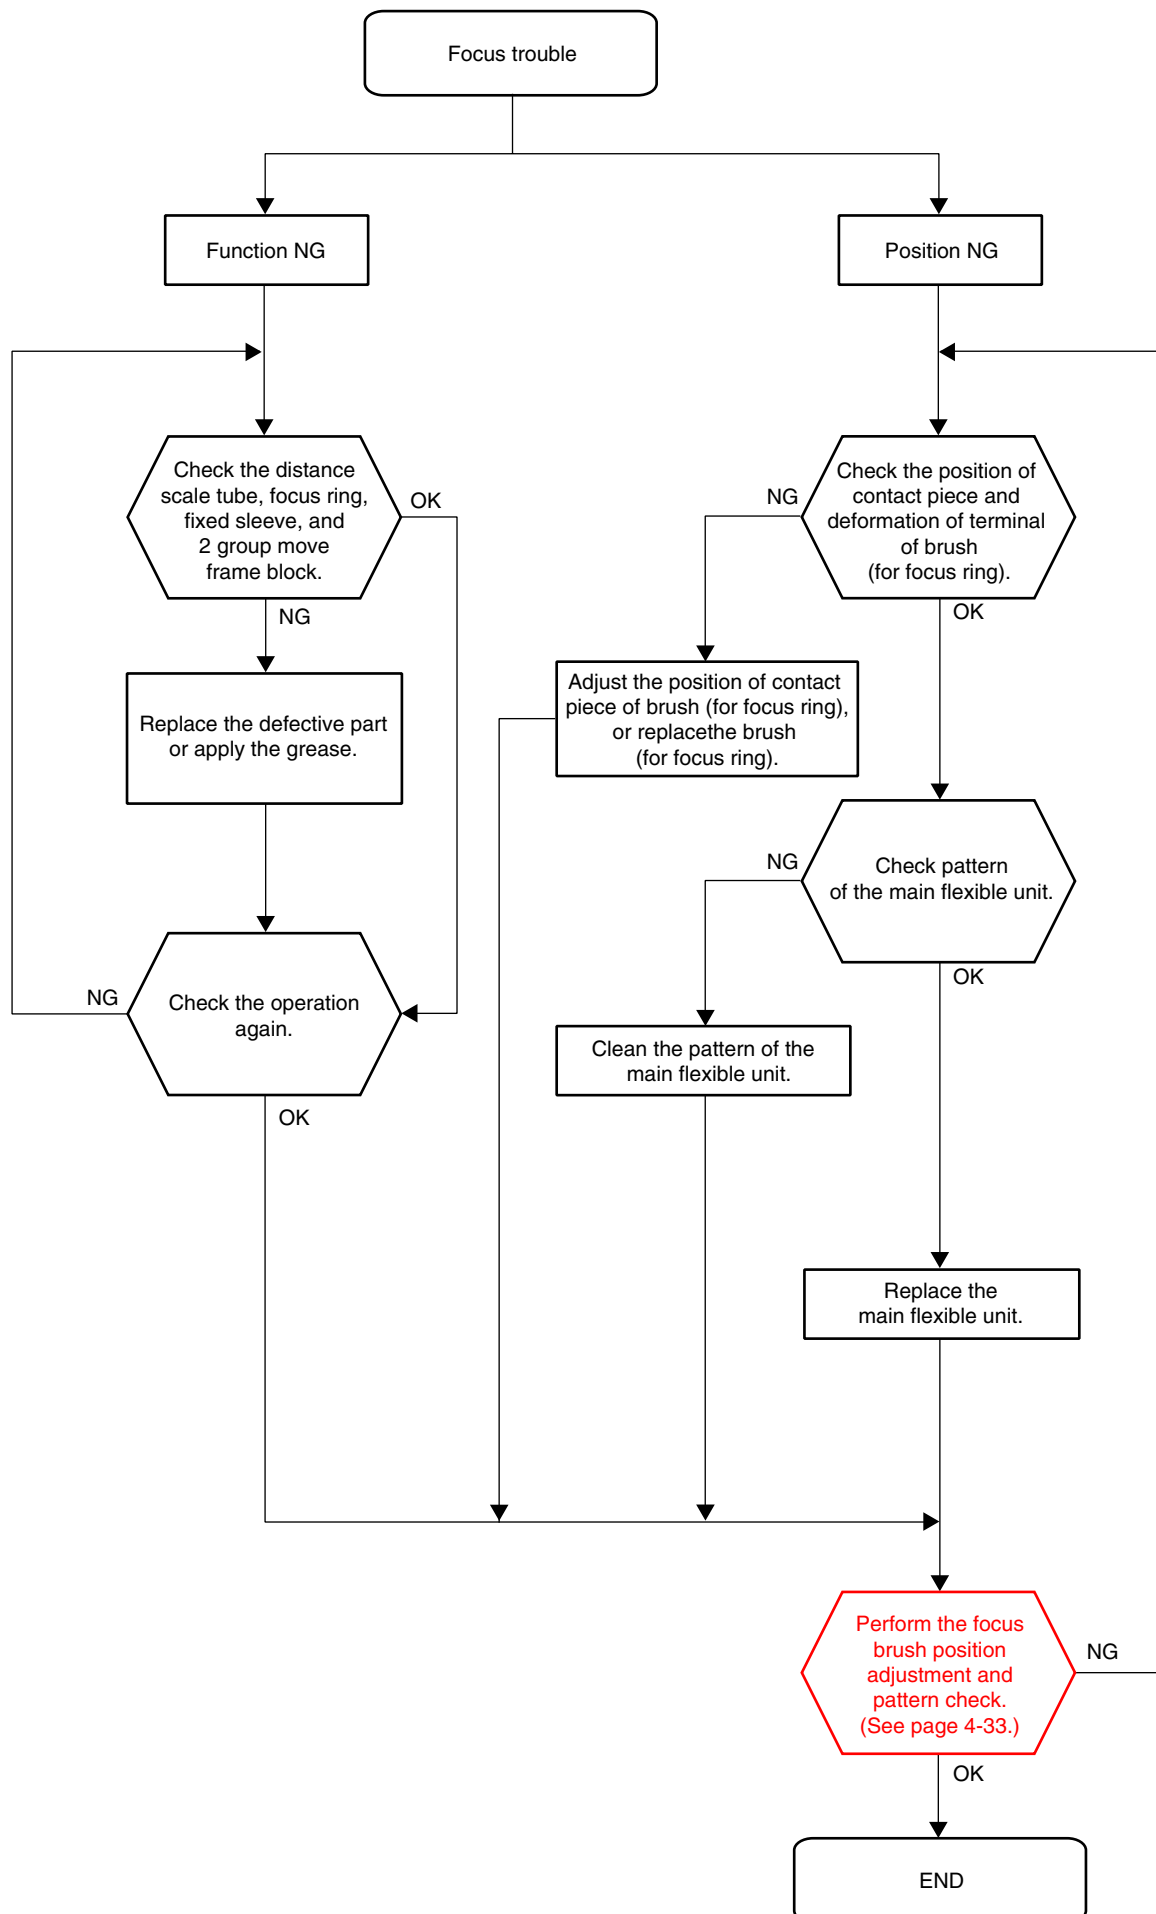 Focus trouble
Function NG
Position NG
Check the distance
scale tube, focus ring,
fixed sleeve, and
2 group move
frame block.
OK
NG
Check the position of
contact piece and
deformation of terminal
of brush
(for focus ring).
NG
OK
Replace the defective part
or apply the grease.
Adjust the position of contact
piece of brush (for focus ring),
or replacethe brush
(for focus ring).
NG
Check pattern
of the main flexible unit.
OK
NG
Check the operation
again.
OK
Clean the pattern of the
main flexible unit.
Replace the
main flexible unit.
Perform the focus
brush position
adjustment and
pattern check.
(See page 4-33.)
NG
OK
END